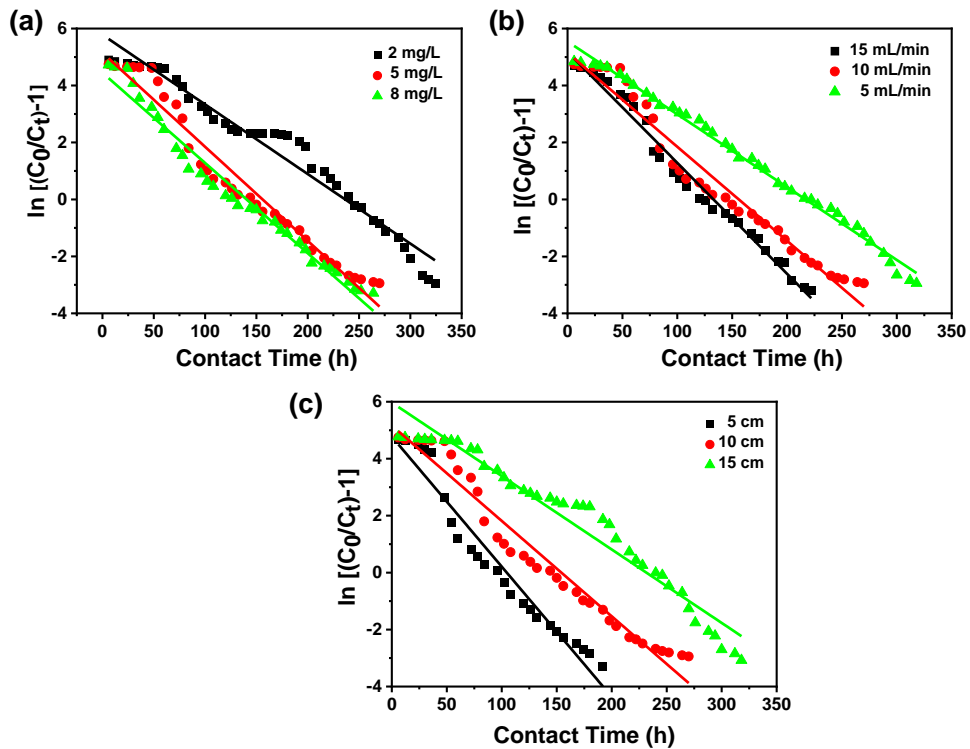 (a)
6
4
2
0
-2
-4
ln [(C0/Ct)-1]
2 mg/L
5 mg/L
8 mg/L
0 50 100 150 200 250 300 350
Contact Time (h)
(b)
6
4
2
0
-2
-4
ln [(C0/Ct)-1]
15 mL/min
10 mL/min
5 mL/min
0 50 100 150 200 250 300 350
Contact Time (h)
(c)
6
4
2
0
-2
-4
ln [(C0/Ct)-1]
5 cm
10 cm
15 cm
0 50 100 150 200 250 300 350
Contact Time (h)